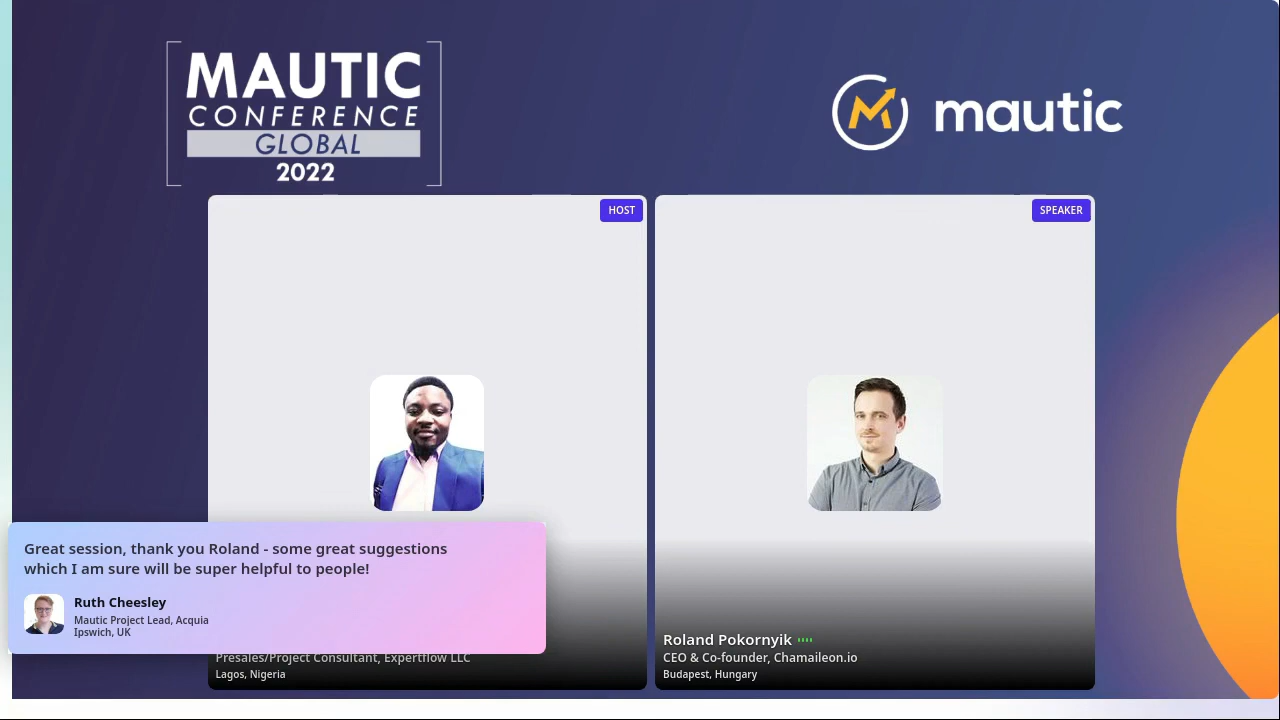 MAUTIC
CONFERENCE
GLOBAL
2022
mautic
HOST
SPEAKER
Great session, thank you Roland - some great suggestions
which I am sure will be super helpful to people!
Ruth Cheesley
Mautic Project Lead, Acquia
Ipswich, UK
Presales/Project Consultant, Expertflow LLC
Lagos, Nigeria
Roland Pokornyik
CEO & Co-founder, Chamaileon.io
Budapest, Hungary